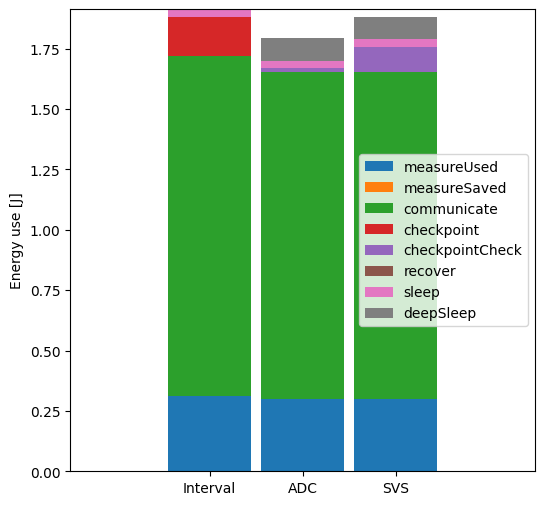 1.75
1.50
1.25
1.00
0.75
0.50
0.25
0.00
Energy use [J]
measureUsed
measureSaved
communicate
checkpoint
checkpointCheck
recover
sleep
deepSleep
Interval ADC SVS